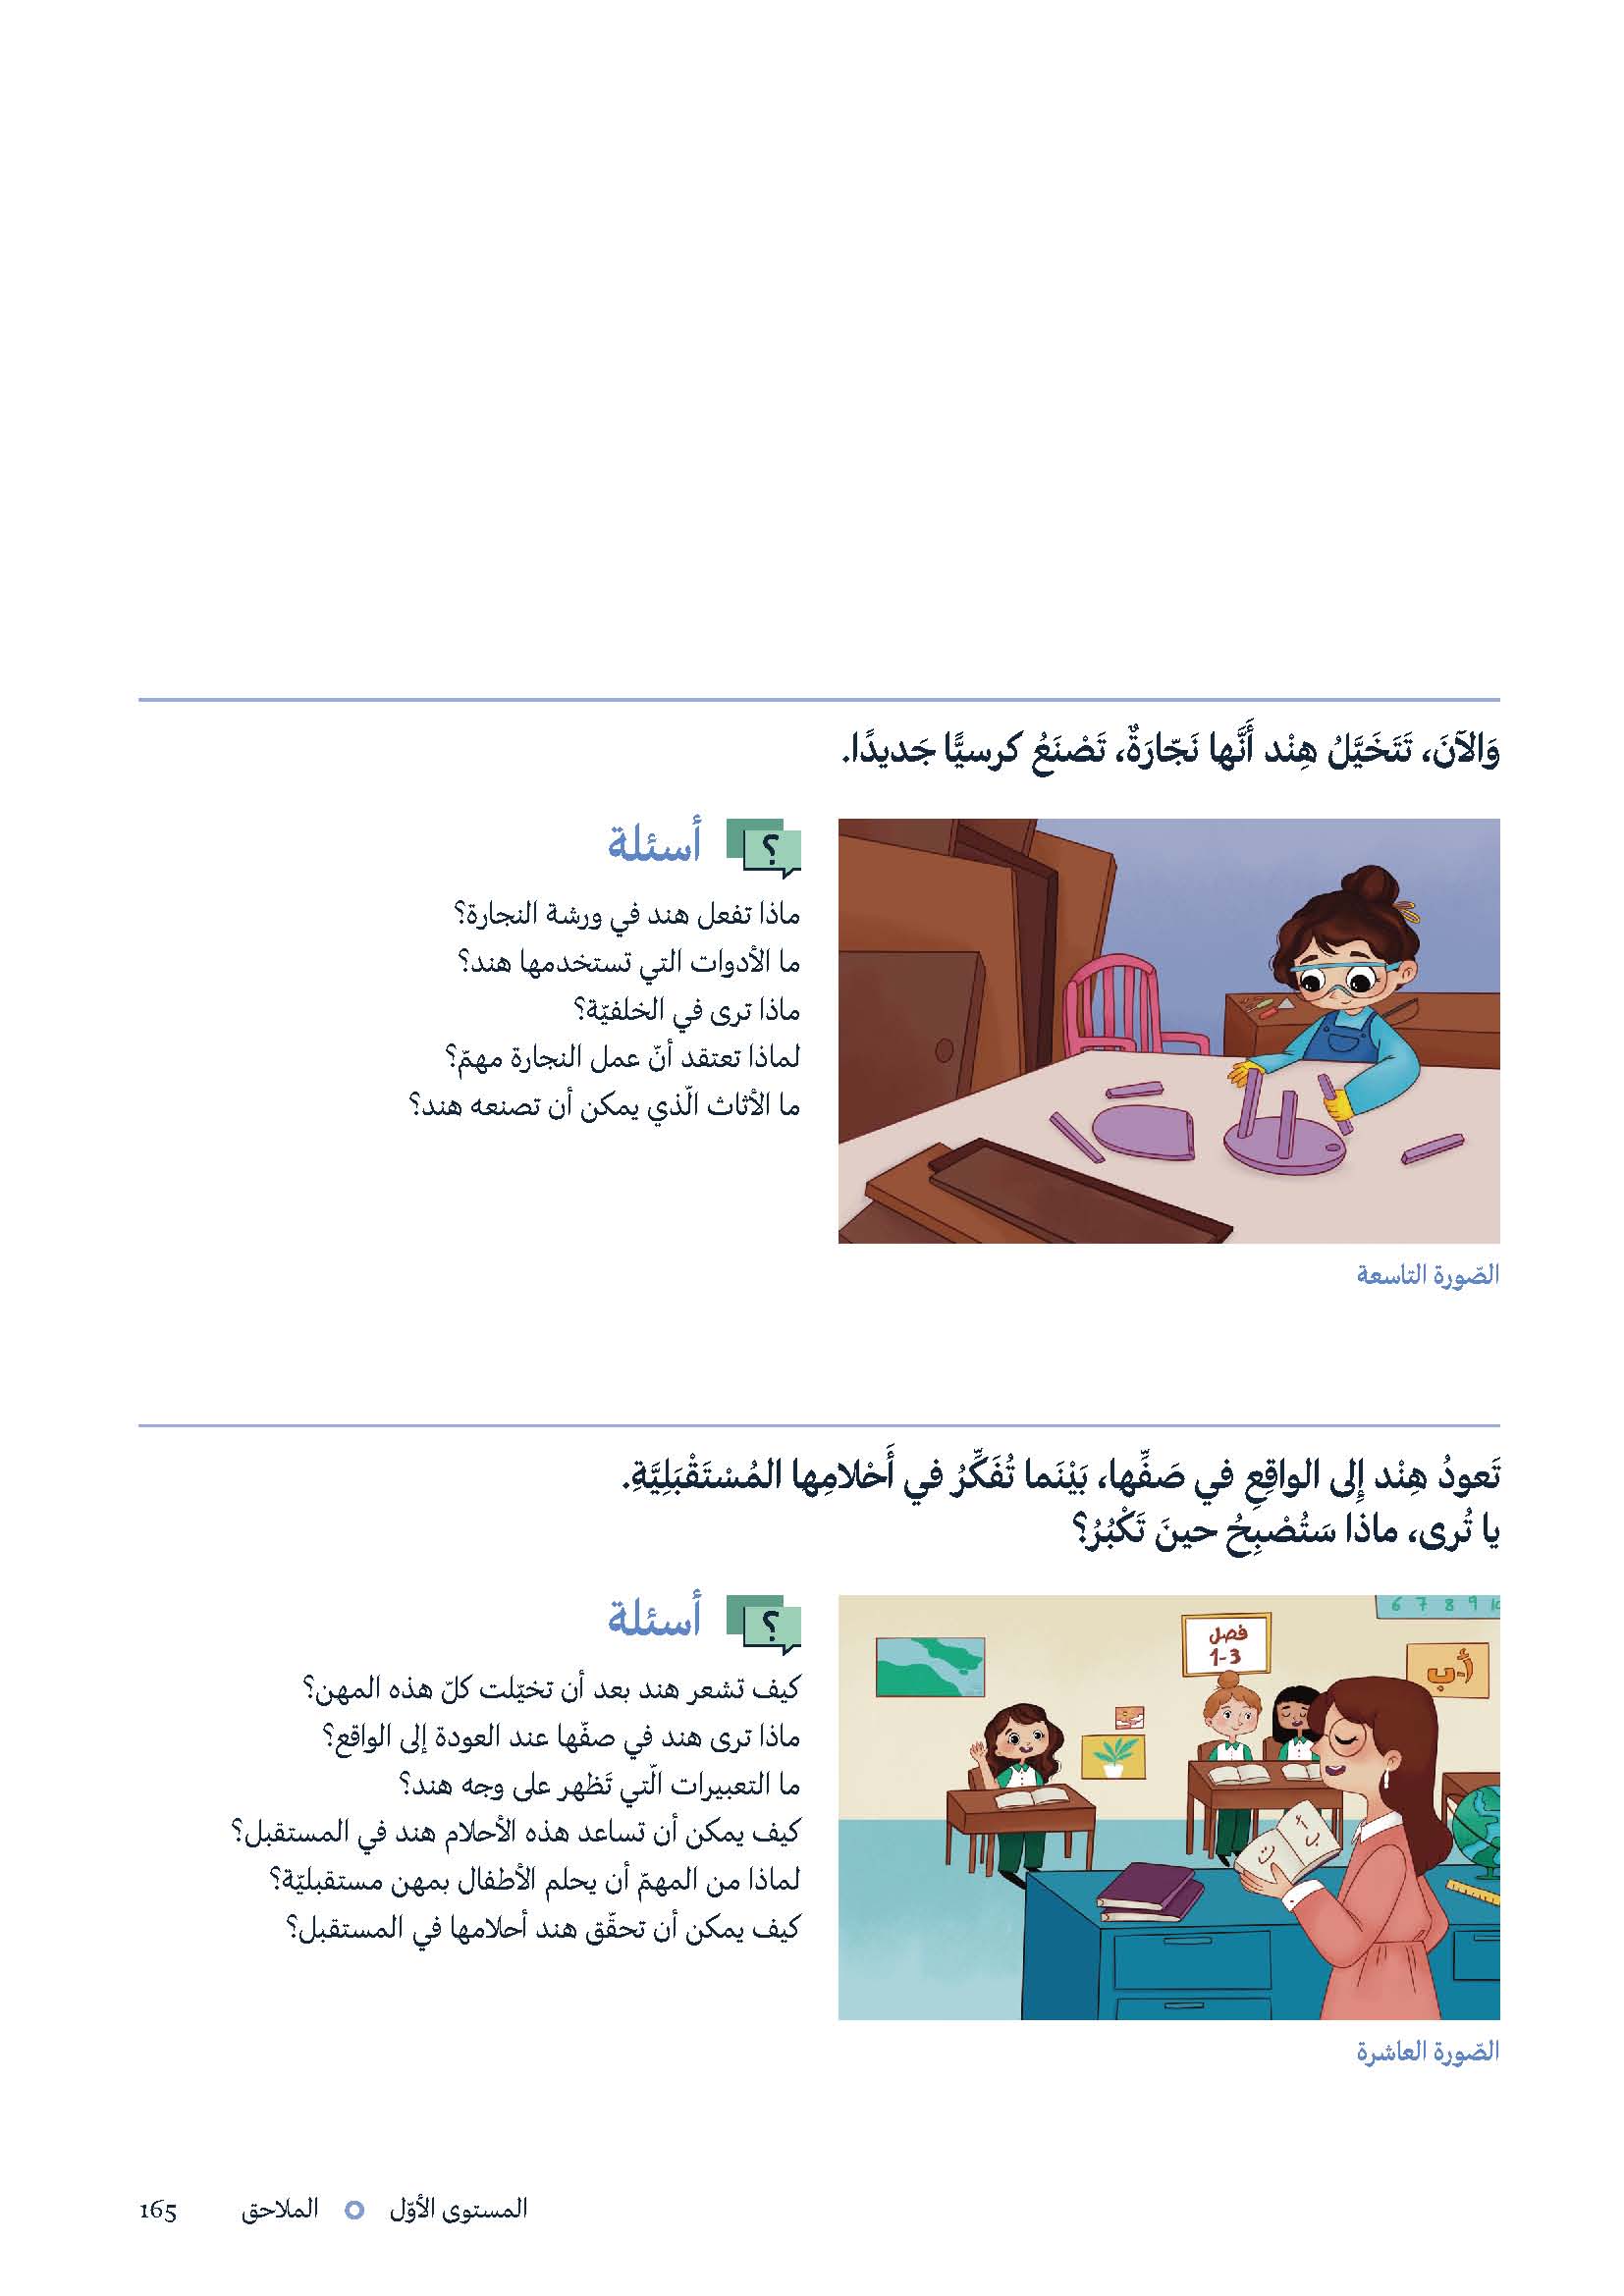 وَالآنَ، تَتَخَيَّلُ هِنْد أَنَّها نَجّارَةٌ، تَصْنَعُ كرسيًّا جَديدًا.
؟ أسئلة
ماذا تفعل هند في ورشة النجارة؟
ما الأدوات التي تستخدمها هند؟
ماذا ترى في الخلفيّة؟
لماذا تعتقد أنّ عمل النجارة مهمّ؟
ما الأثاث الّذي يمكن أن تصنعه هند؟
الصّورة التاسعة
تَعودُ هِنْد إِلى الواقِعِ في صَفِّها، بَيْنَما تُفَكِّرُ في أَحْلامِها المُسْتَقْبَلِيَّةِ.
يا تُرى، ماذا سَتُصْبِحُ حينَ تَكْبُرُ؟
؟ أسئلة
كيف تشعر هند بعد أن تخيّلت كلّ هذه المهن؟
ماذا ترى هند في صفّها عند العودة إلى الواقع؟
ما التعبيرات الّتي تَظهر على وجه هند؟
كيف يمكن أن تساعد هذه الأحلام هند في المستقبل؟
لماذا من المهمّ أن يحلم الأطفال بمهن مستقبليّة؟
كيف يمكن أن تحقّق هند أحلامها في المستقبل؟
6 7 8 9 10
فصل
1-3
أ.ب
أ
ب
ت
الصّورة العاشرة
المستوى الأوّل الملاحق 165